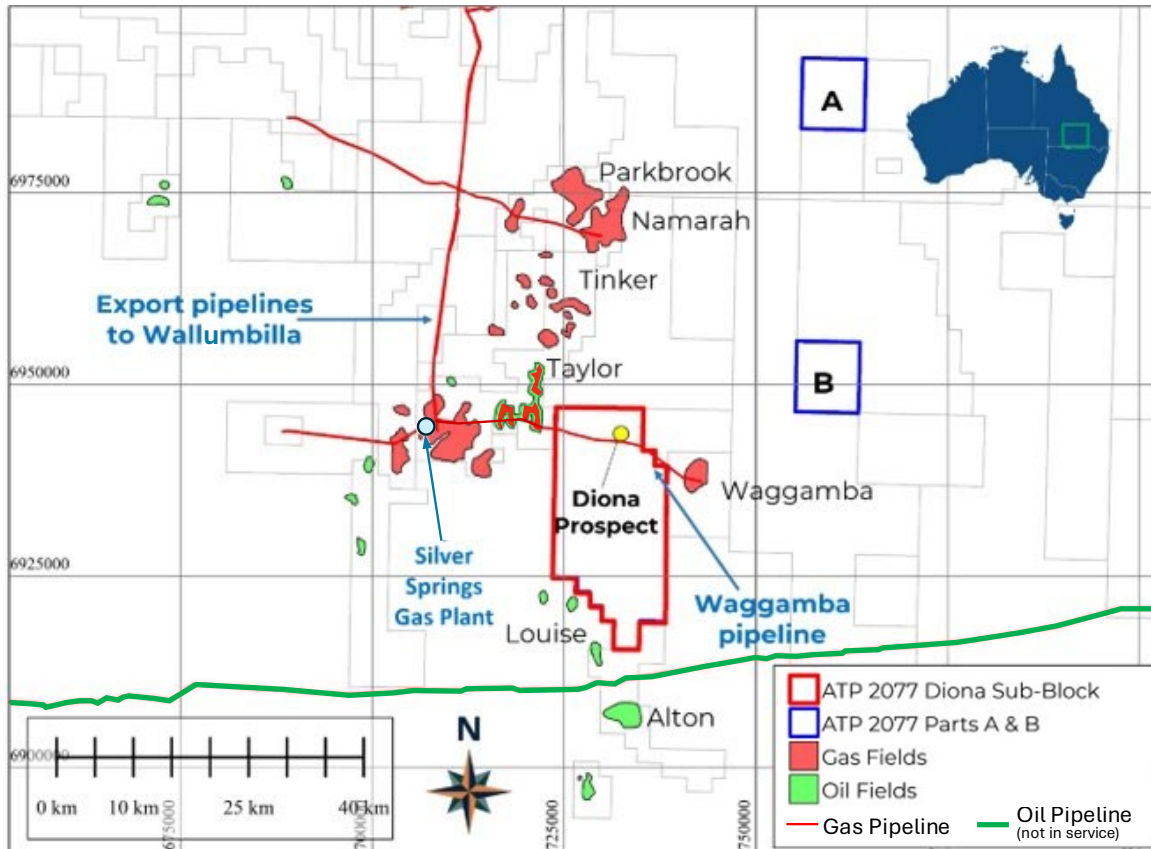 A
6975000
Parkbrook
Namarah
Tinker
Export pipelines
to Wallumbilla
Taylor
6950000
B
Diona
Prospect
Waggamba
Silver
Springs
Gas Plant
6925000
Waggamba
pipeline
Louise
Alton
N
6900000
0 km 10 km 25 km 40 km
725000
750000
ATP 2077 Diona Sub-Block
ATP 2077 Parts A & B
Gas Fields
Oil Fields
Gas Pipeline
Oil Pipeline
(not in service)